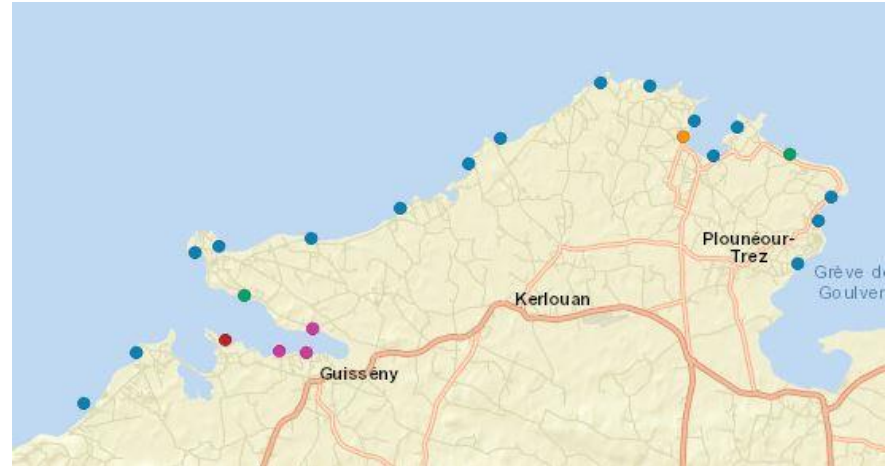 Plounéour-
Trez
Grève de
Goulven
Kerlouan
Guissény